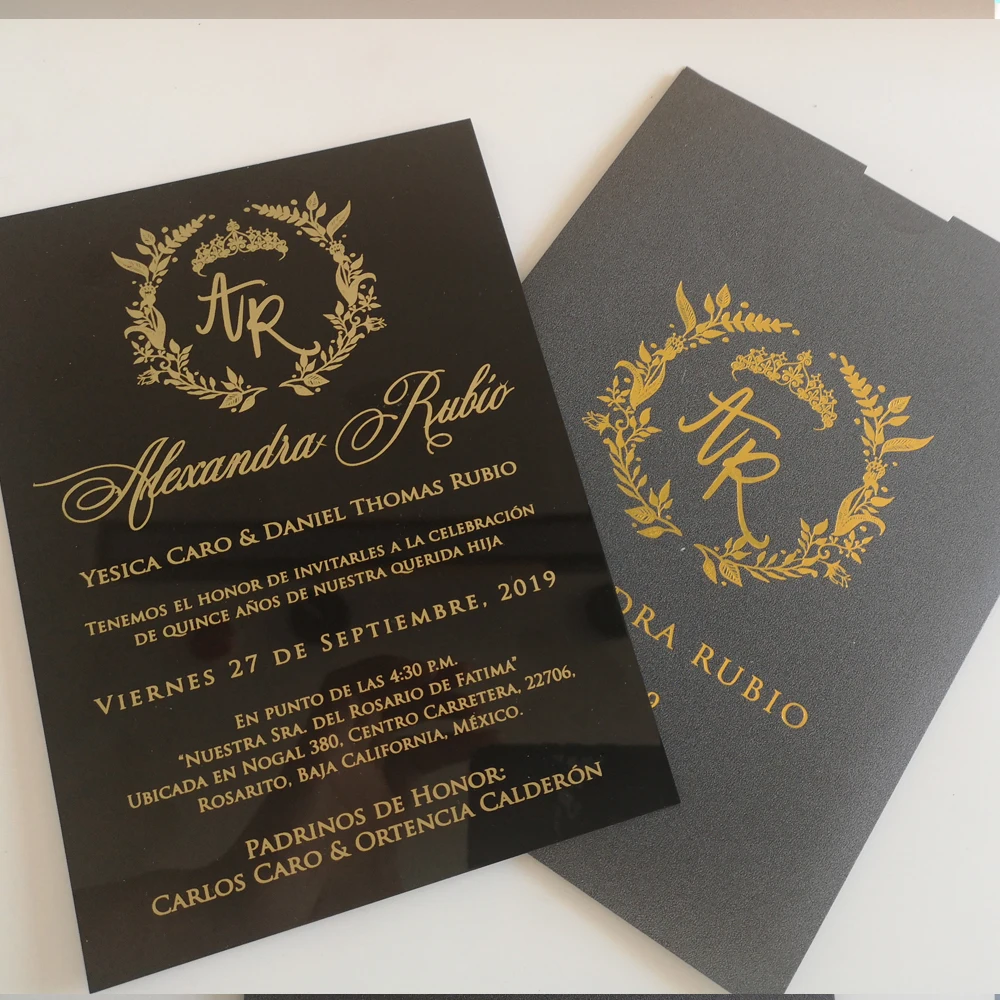 AR
Alexandra Rubio
YESICA CARO & DANIEL THOMAS RUBIO
TENEMOS EL HONOR DE INVITARLES A LA CELEBRACIÓN
DE QUINCE AÑOS DE NUESTRA QUERIDA HIJA
VIERNES 27 DE SEPTIEMBRE, 2019
EN PUNTO DE LAS 4:30 P.M.
"NUESTRA SRA. DEL ROSARIO DE FATIMA"
UBICADA EN NOGAL 380, CENTRO CARRETERA, 22706,
ROSARITO, BAJA CALIFORNIA, MÉXICO.
PADRINOS DE HONOR:
CARLOS CARO & ORTENCIA CALDERÓN
AR
DRA RUBIO
9